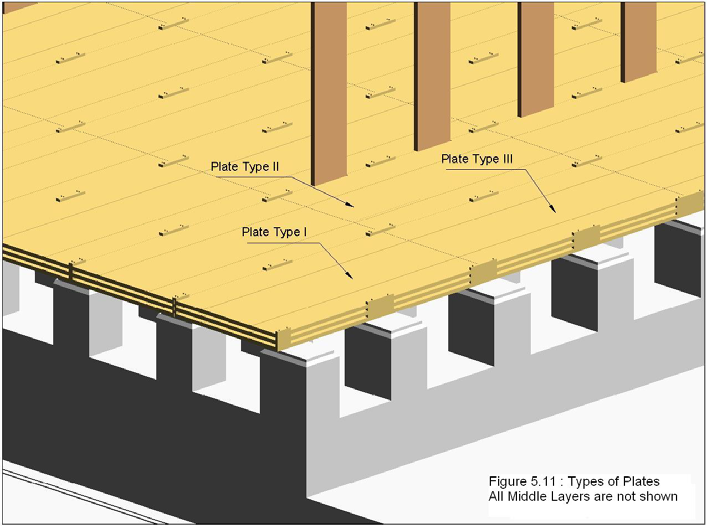 Plate Type II
Plate Type III
Plate Type I
Figure 5.11 : Types of Plates
All Middle Layers are not shown